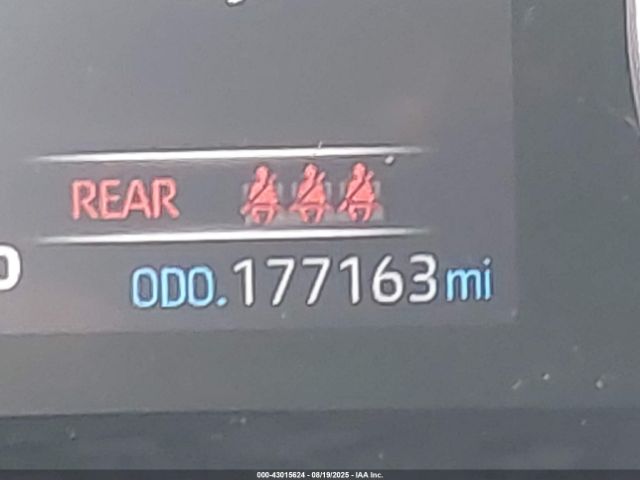 REAR
ODO.177163mi
000-43015624 - 08/19/2025 - IAA Inc.